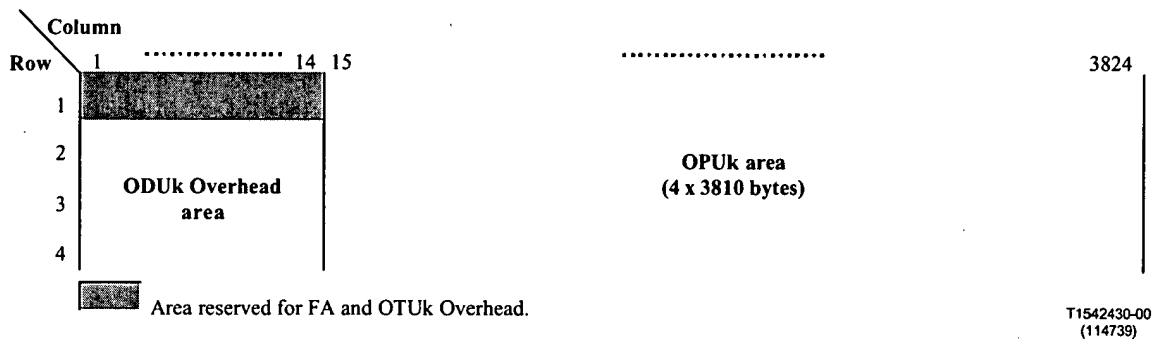 Column
Row 1 14 15 3824
1
2
3
4
ODUk Overhead
area
OPUk area
(4 x 3810 bytes)
Area reserved for FA and OTUk Overhead.
T1542430-00
(114739)